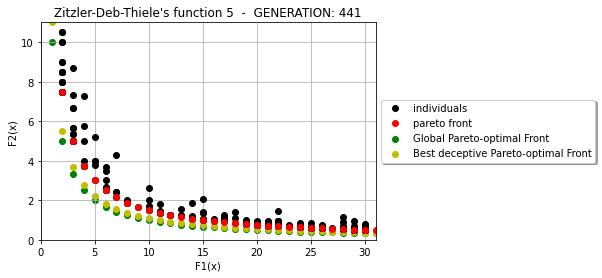 Zitzler-Deb-Thiele's function 5 - GENERATION: 441
F2(x)
10
8
6
4
2
0
0 5 10 15 20 25 30
F1(x)
individuals
pareto front
Global Pareto-optimal Front
Best deceptive Pareto-optimal Front